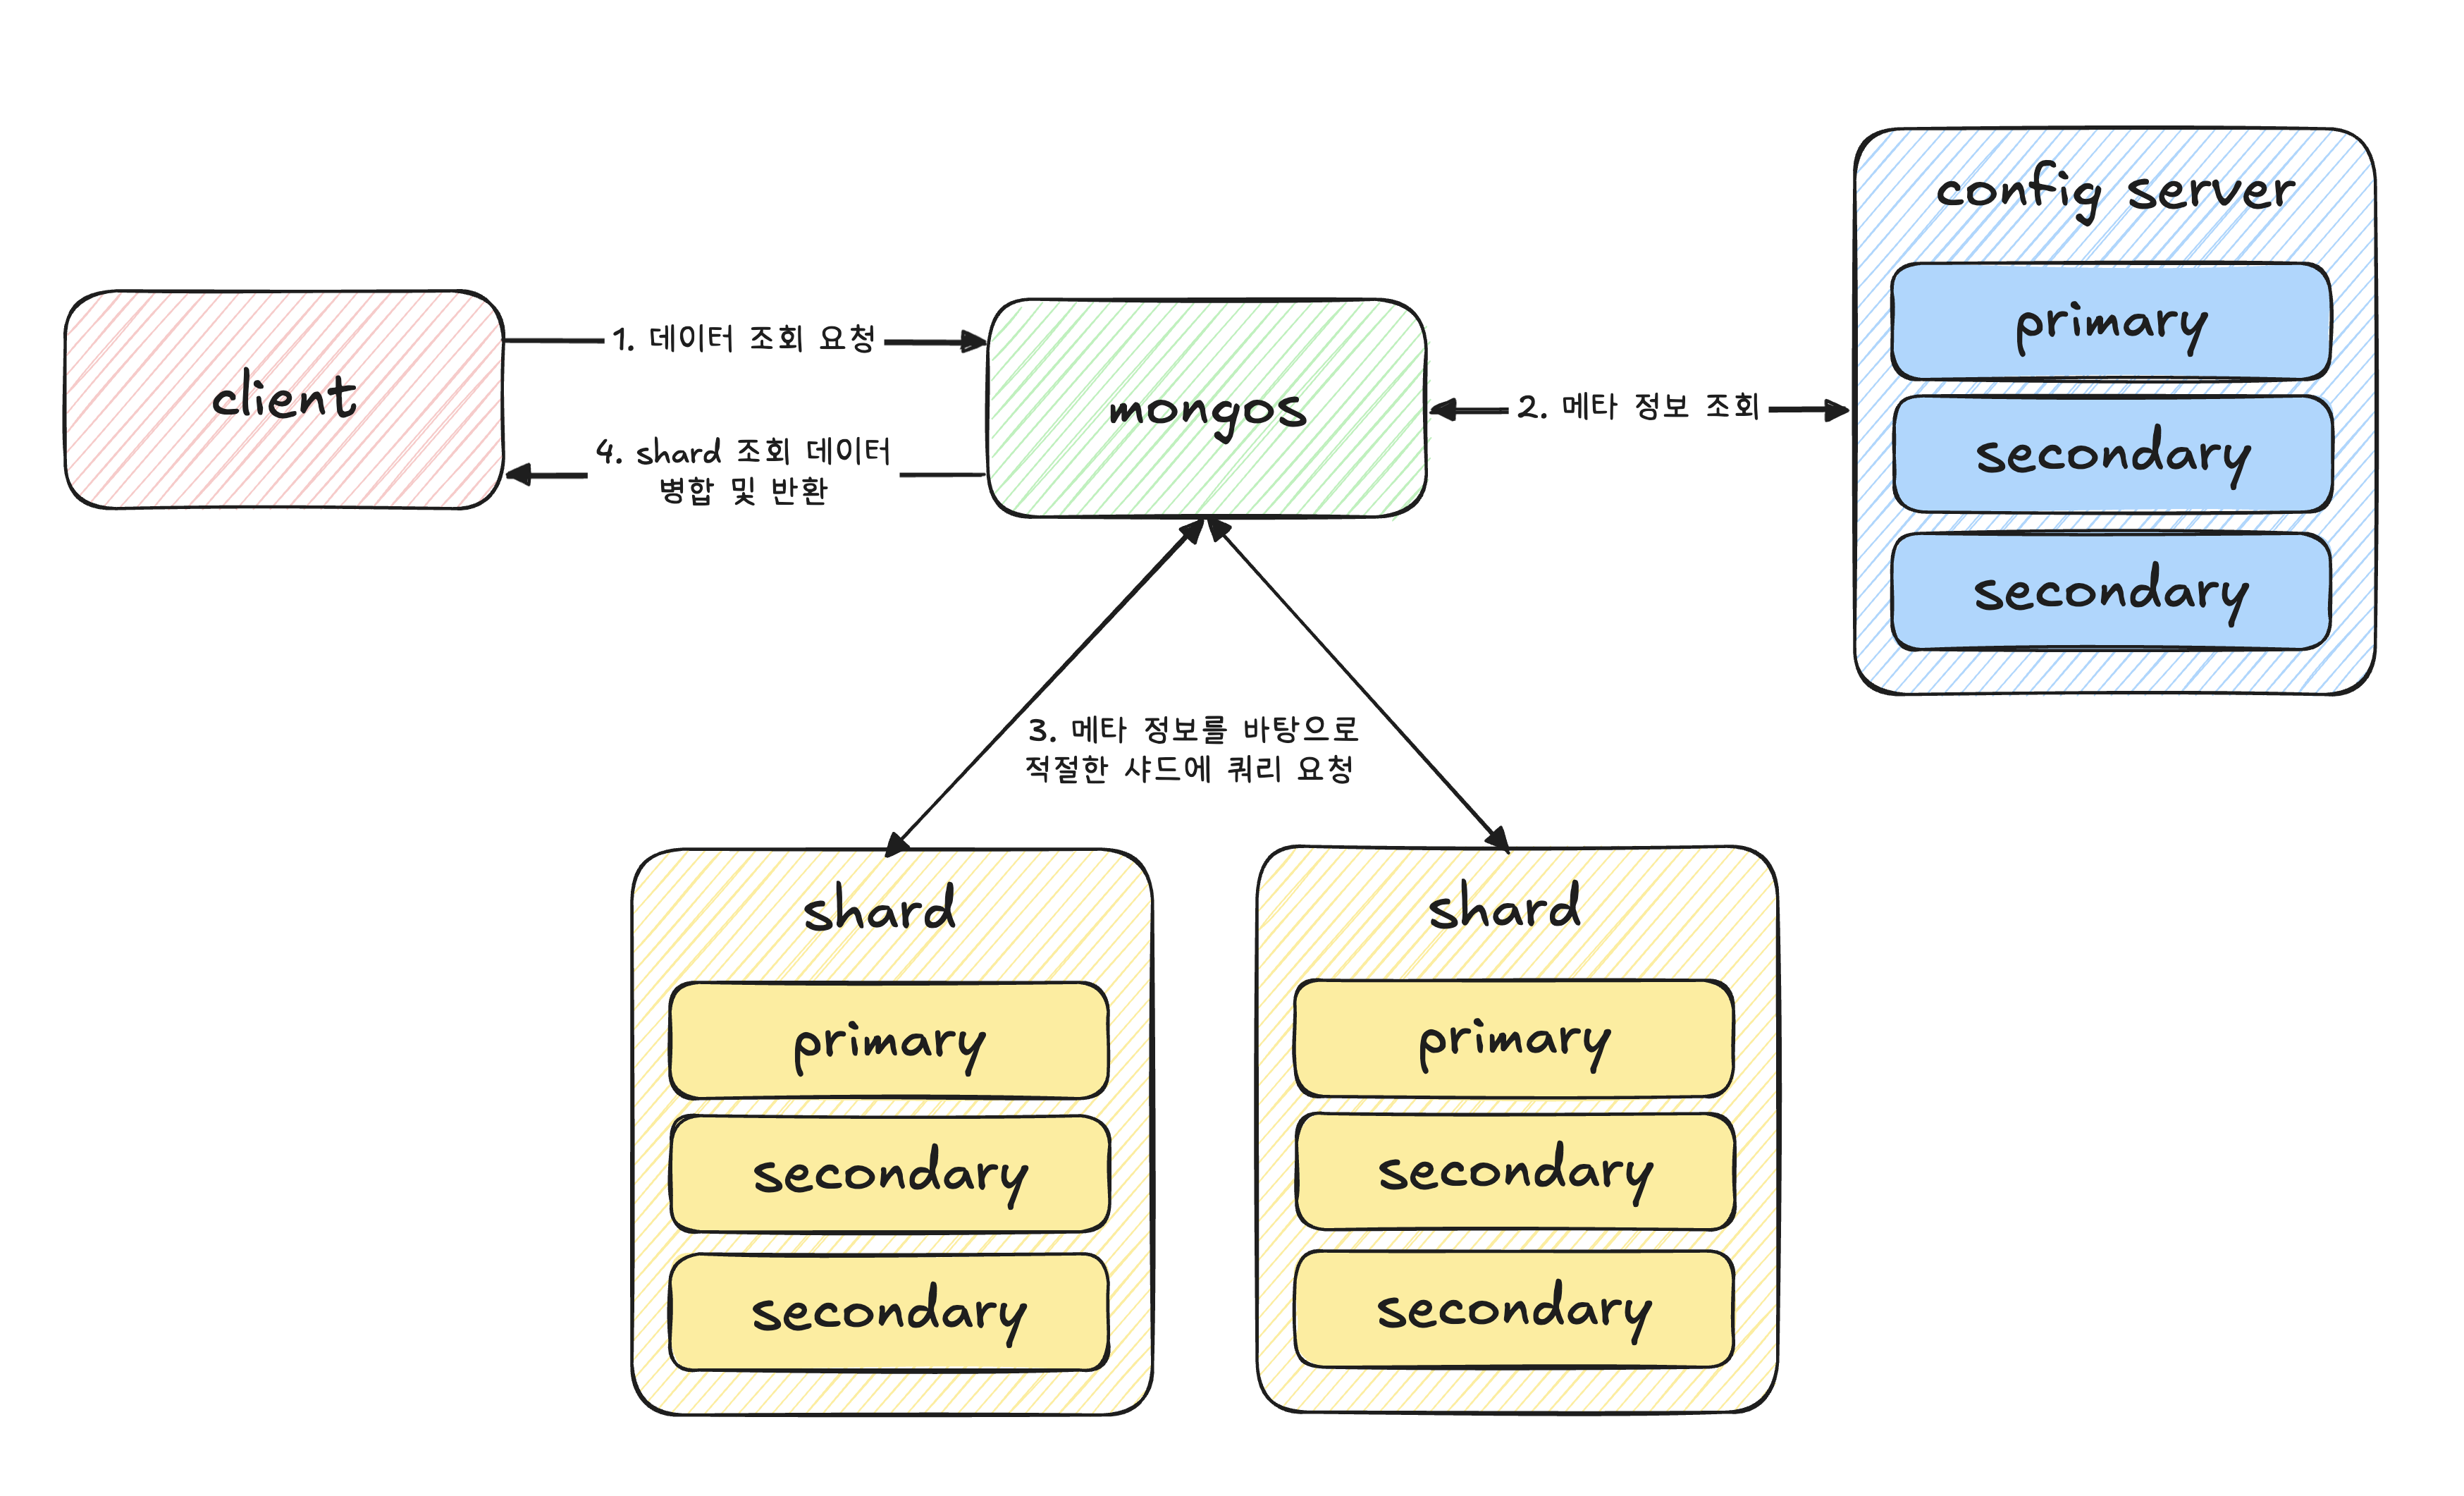 config server
primary
secondary
secondary
client
1. 데이터 조회 요청
4. shard 조회 데이터
병합 및 반환
mongos
2. 메타 정보 조회
3. 메타 정보를 바탕으로
적절한 샤드에 쿼리 요청
shard
primary
secondary
secondary
shard
primary
secondary
secondary